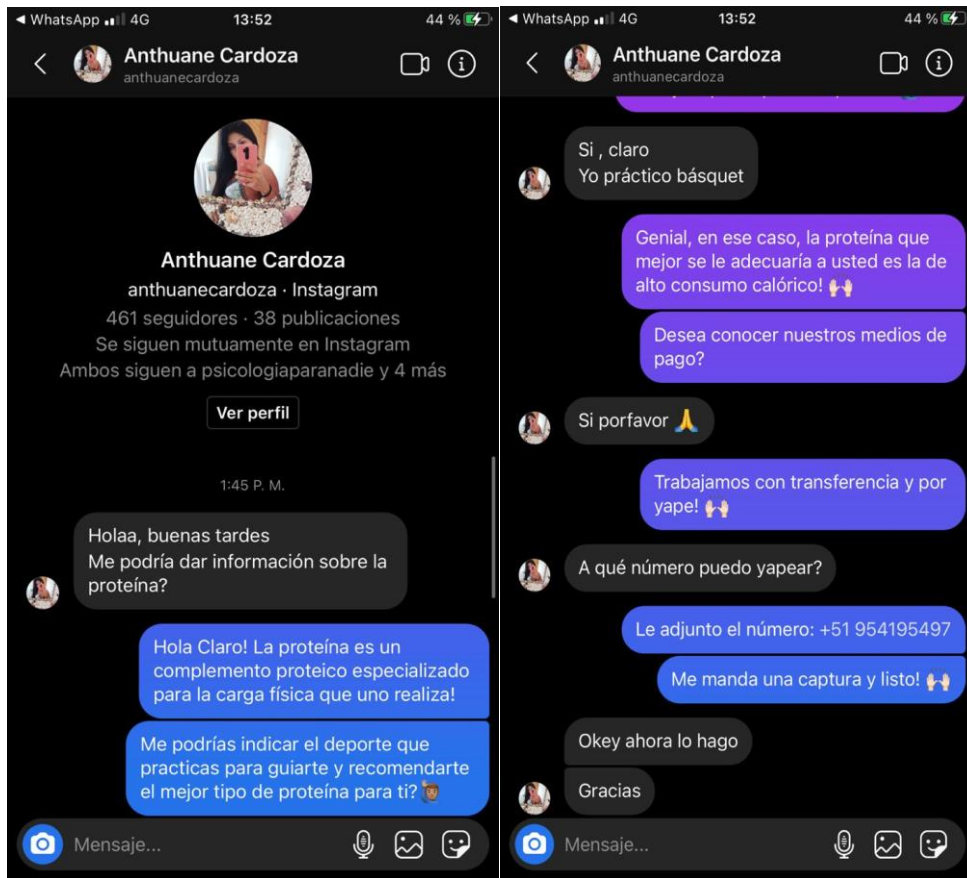 WhatsApp 4G 13:52 44 %
Anthuane Cardoza
anthuanecardoza
Anthuane Cardoza
anthuanecardoza · Instagram
461 seguidores · 38 publicaciones
Se siguen mutuamente en Instagram
Ambos siguen a psicologiaparanadie y 4 más
Ver perfil
1:45 P. M.
Holaa, buenas tardes
Me podría dar información sobre la
proteína?
Hola Claro! La proteína es un
complemento proteico especializado
para la carga física que uno realiza!
Me podrías indicar el deporte que
practicas para guiarte y recomendarte
el mejor tipo de proteína para ti?🙋🏽‍♂️
Mensaje...
WhatsApp 4G 13:52 44 %
Anthuane Cardoza
anthuanecardoza
Si , claro
Yo práctico básquet
Genial, en ese caso, la proteína que
mejor se le adecuaría a usted es la de
alto consumo calórico! 🙌🏻
Desea conocer nuestros medios de
pago?
Si porfavor 🙏
Trabajamos con transferencia y por
yape! 🙌🏻
A qué número puedo yapear?
Le adjunto el número: +51 954195497
Me manda una captura y listo! 🙌🏻
Okey ahora lo hago
Gracias
Mensaje...